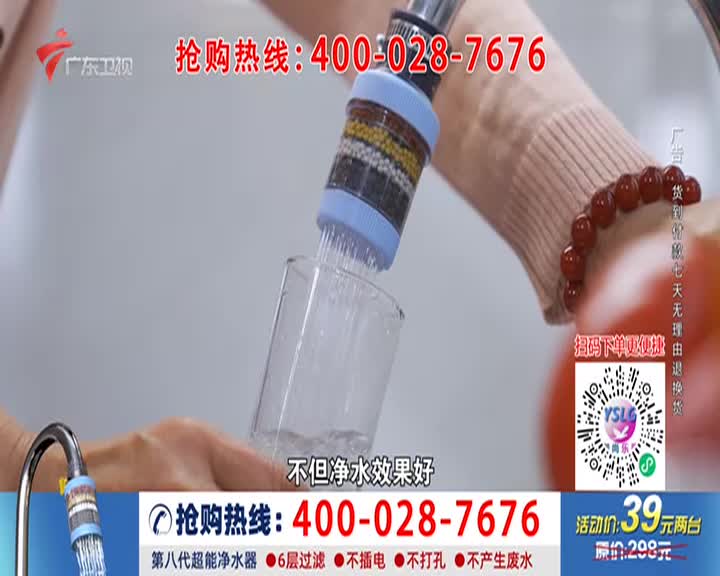 广东卫视
抢购热线：400-028-7676
广告 货到付款七天无理由退换货
扫码下单更便捷
YSLG
不但净水效果好
抢购热线：400-028-7676
活动价:39元两台
原价:298元
第八代超能净水器 ●6层过滤 ●不插电 ●不打孔 ●不产生废水